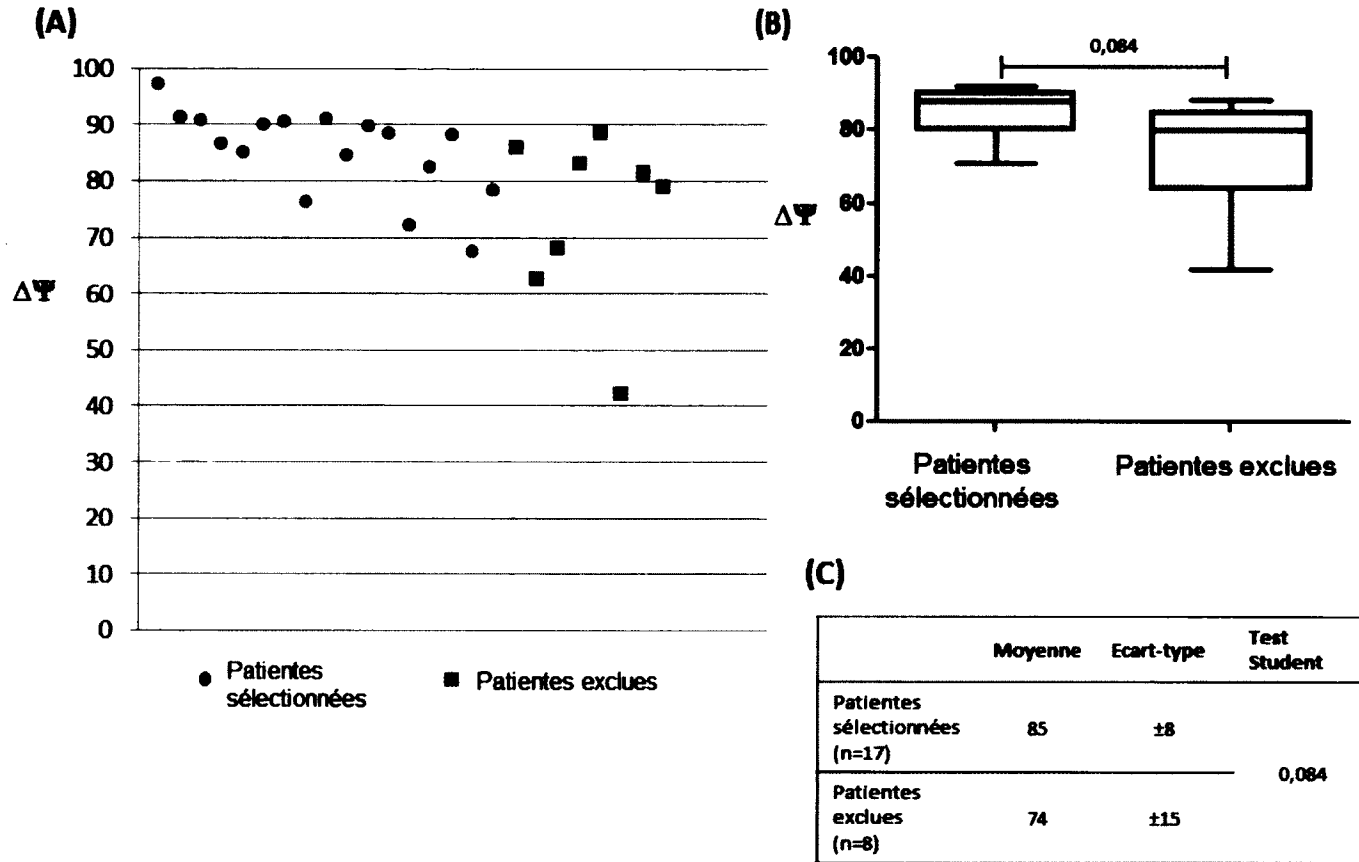 (A)
100
90
80
70
60
50
40
30
20
10
0
ΔΨ
Patientes
sélectionnées
Patientes exclues
(B)
0,084
100
80
60
40
20
0
ΔΨ
Patientes
sélectionnées
Patientes exclues
(C)
Moyenne Ecart-type Test
Student
Patientes
sélectionnées
(n=17)
85 ±8
0,084
Patientes
exclues
(n=8)
74 ±15